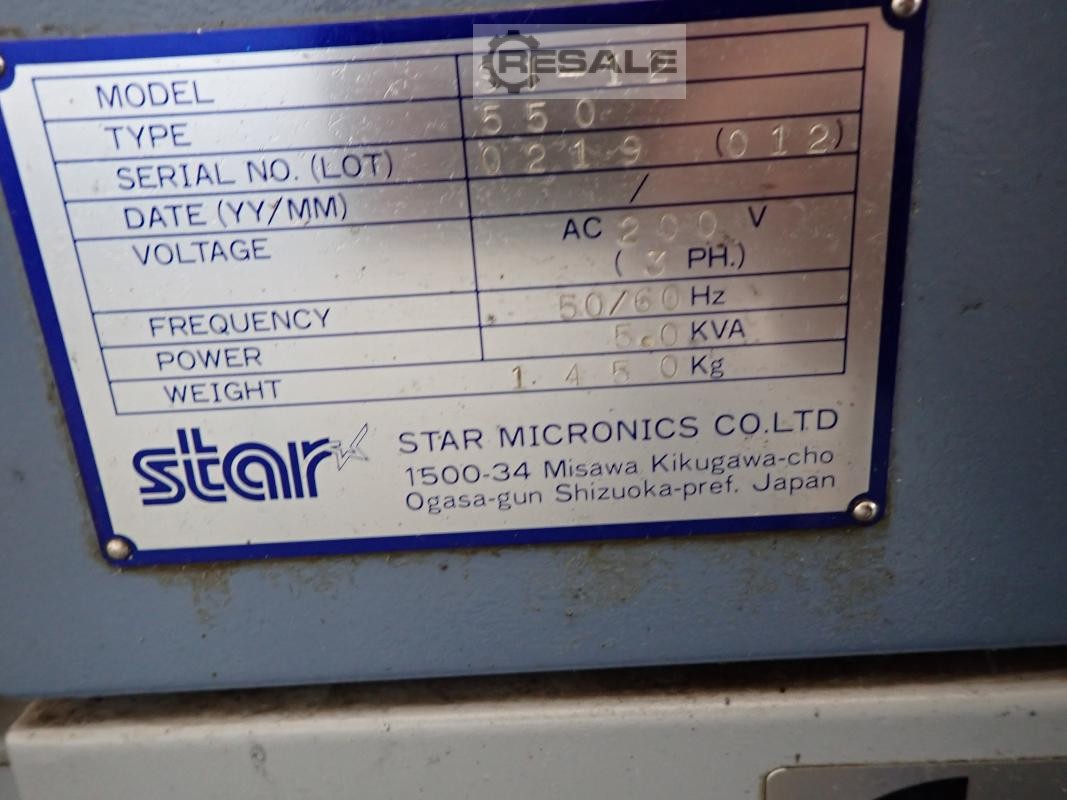 RESALE
MODEL
TYPE 550
SERIAL NO. (LOT) 0219 (012)
DATE (YY/MM) /
VOLTAGE AC 200 V
(3 PH.)
FREQUENCY 50/60 Hz
POWER 5.0 KVA
WEIGHT 1.450 Kg
star STAR MICRONICS CO.LTD
1500-34 Misawa Kikugawa-cho
Ogasa-gun Shizuoka-pref. Japan